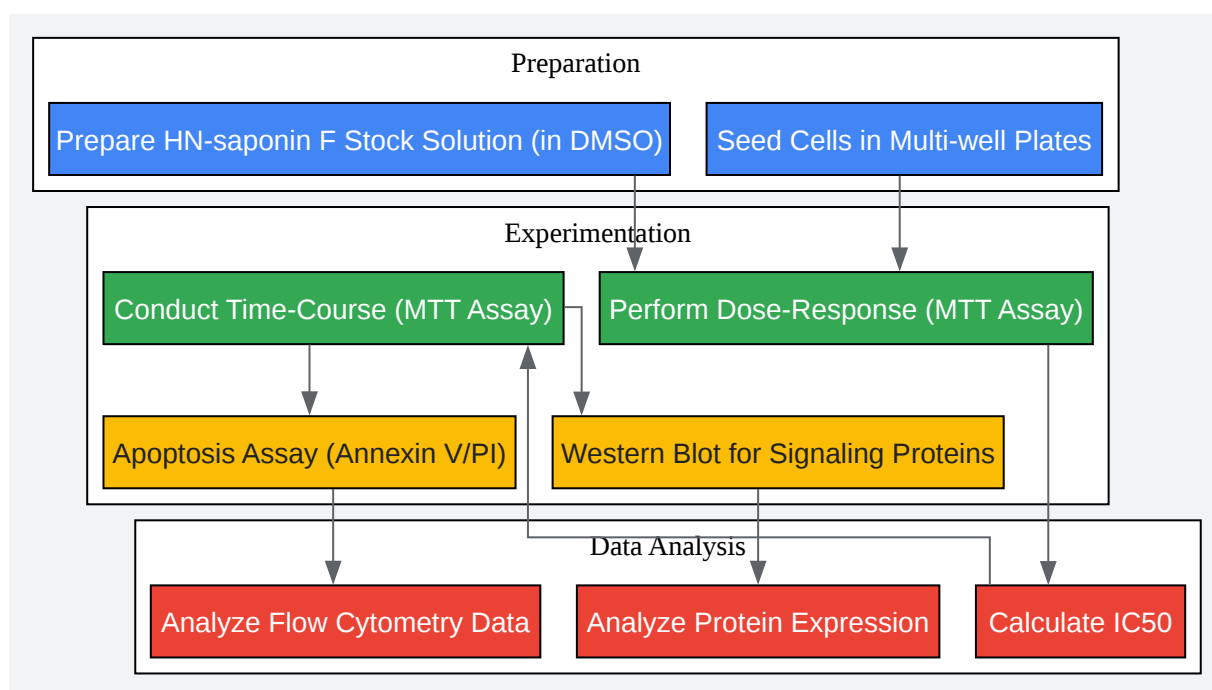 Preparation
Prepare HN-saponin F Stock Solution (in DMSO)
Seed Cells in Multi-well Plates
Experimentation
Conduct Time-Course (MTT Assay)
Perform Dose-Response (MTT Assay)
Apoptosis Assay (Annexin V/PI)
Western Blot for Signaling Proteins
Data Analysis
Analyze Flow Cytometry Data
Analyze Protein Expression
Calculate IC50